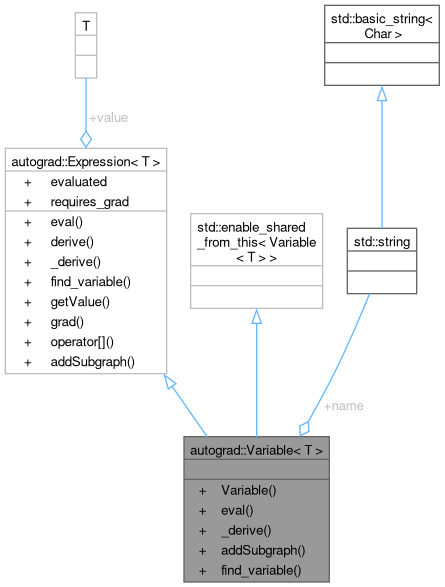 T
std::basic_string<
Char >
+value
autograd::Expression< T >
+ evaluated
+ requires_grad
+ eval()
+ derive()
+ _derive()
+ find_variable()
+ getValue()
+ grad()
+ operator[]()
+ addSubgraph()
std::enable_shared
_from_this< Variable
< T > >
std::string
+name
autograd::Variable< T >
+ Variable()
+ eval()
+ _derive()
+ addSubgraph()
+ find_variable()